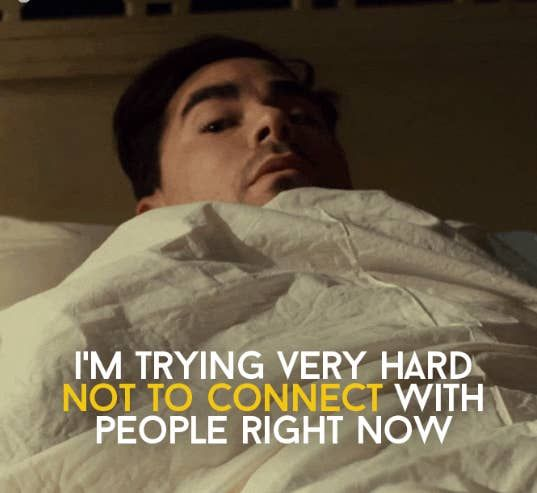 I'M TRYING VERY HARD
NOT TO CONNECT WITH
PEOPLE RIGHT NOW